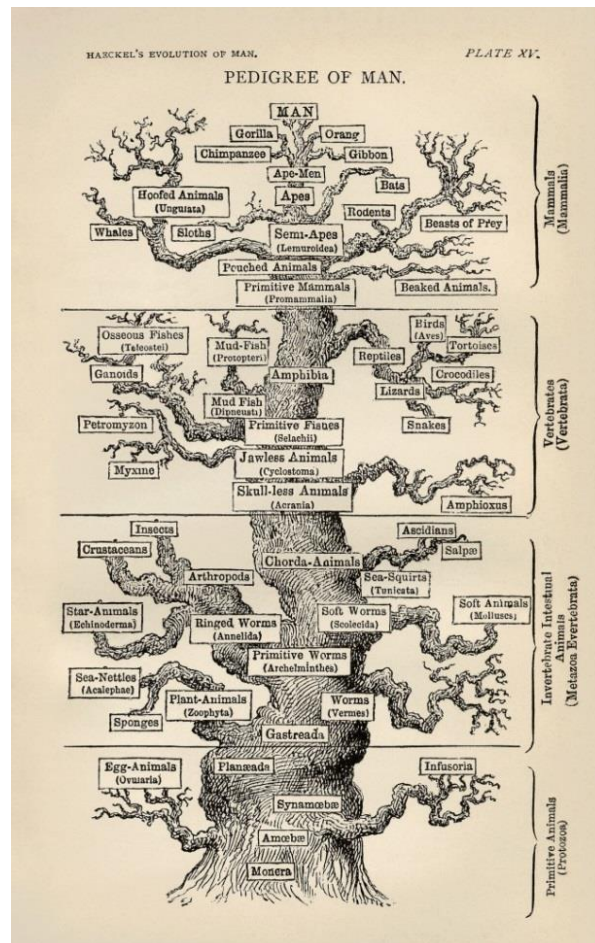 HAECKEL'S EVOLUTION OF MAN.
PLATE XV.
PEDIGREE OF MAN.
MAN
Gorilla
Orang
Chimpanzee
Gibbon
Ape-Men
Bats
Hoofed Animals
(Ungulata)
Apes
Rodents
Whales
Sloths
Semi-Apes
(Lemuroidea)
Beasts of Prey
Pouched Animals
Primitive Mammals
(Promammalia)
Beaked Animals.
Mammals
(Mammalia)
Osseous Fishes
(Teleostei)
Mud-Fish
(Protopteri)
Birds
(Aves)
Tortoises
Reptiles
Ganoids
Amphibia
Crocodiles
Lizards
Mud Fish
(Dipneusti)
Snakes
Petromyzon
Primitive Fishes
(Selachii)
Jawless Animals
(Cyclostoma)
Myxine
Skull-less Animals
(Acrania)
Amphioxus
Vertebrates
(Vertebrata)
Insects
Ascidians
Crustaceans
Salpæ
Chorda-Animals
Arthropods
Sea-Squirts
(Tunicata)
Star-Animals
(Echinoderma)
Ringed Worms
(Annelida)
Soft Worms
(Scolecida)
Soft Animals
(Molluscs)
Primitive Worms
(Archelminthes)
Sea-Nettles
(Acalephae)
Plant-Animals
(Zoophyta)
Worms
(Vermes)
Sponges
Gastreada
Invertebrate Intestinal
Animals
(Metazoa Evertebrata)
Egg-Animals
(Ovularia)
Planæada
Infusoria
Synamœbæ
Amœbæ
Monera
Primitive Animals
(Protozoa)